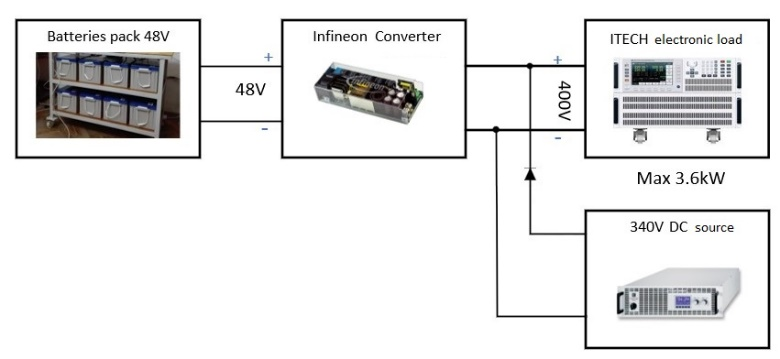 Batteries pack 48V
Infineon Converter
ITECH electronic load
+
48V
-
+
400V
-
Max 3.6kW
340V DC source